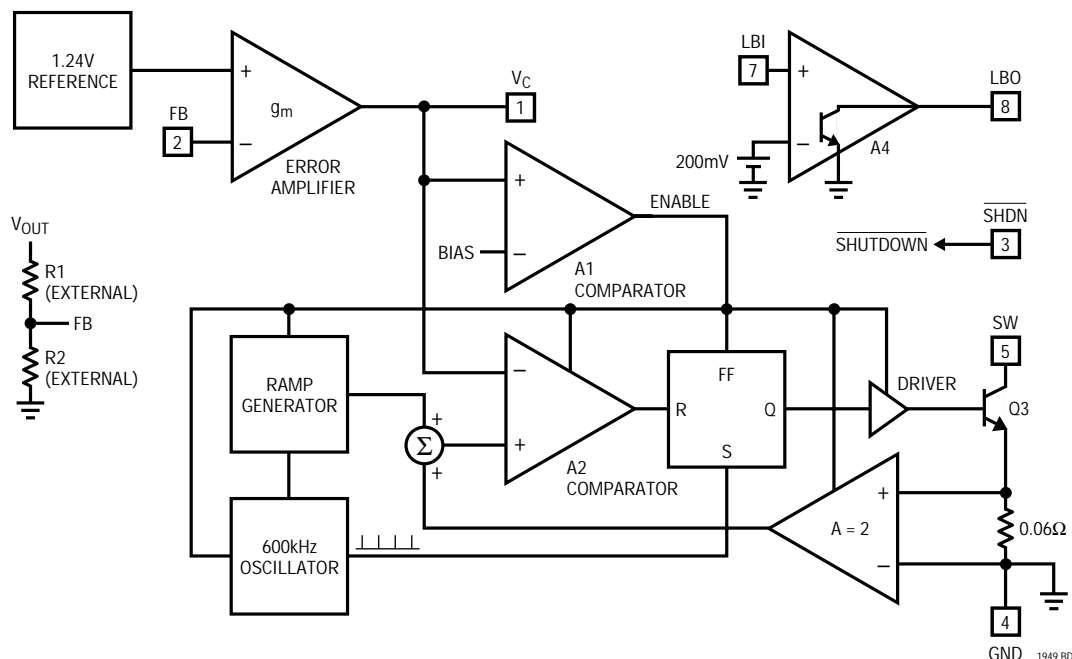 1.24V
REFERENCE
+
gm
−
FB
2
ERROR
AMPLIFIER
VC
1
LBI
7
+
−
200mV
A4
LBO
8
SHDN
3
SHUTDOWN
+
−
BIAS
ENABLE
A1
COMPARATOR
VOUT
R1
(EXTERNAL)
FB
R2
(EXTERNAL)
RAMP
GENERATOR
+
Σ
+
−
+
A2
COMPARATOR
FF
R
Q
S
DRIVER
SW
5
Q3
600kHz
OSCILLATOR
A = 2
+
−
0.06Ω
4
GND
1949 BD